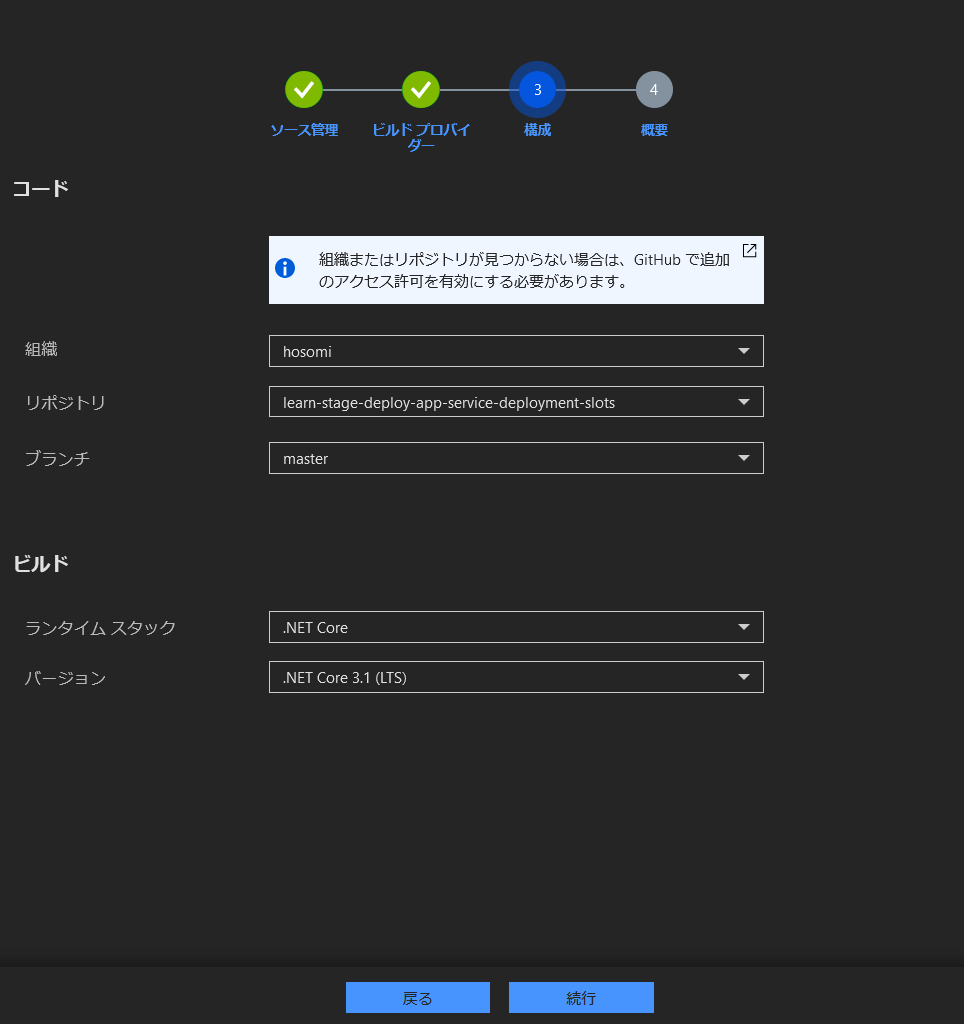 3
4
ソース管理
ビルド プロバイ
ダー
構成
概要
コード
組織またはリポジトリが見つからない場合は、GitHub で追加
のアクセス許可を有効にする必要があります。
組織
hosomi
リポジトリ
learn-stage-deploy-app-service-deployment-slots
ブランチ
master
ビルド
ランタイム スタック
.NET Core
バージョン
.NET Core 3.1 (LTS)
戻る
続行